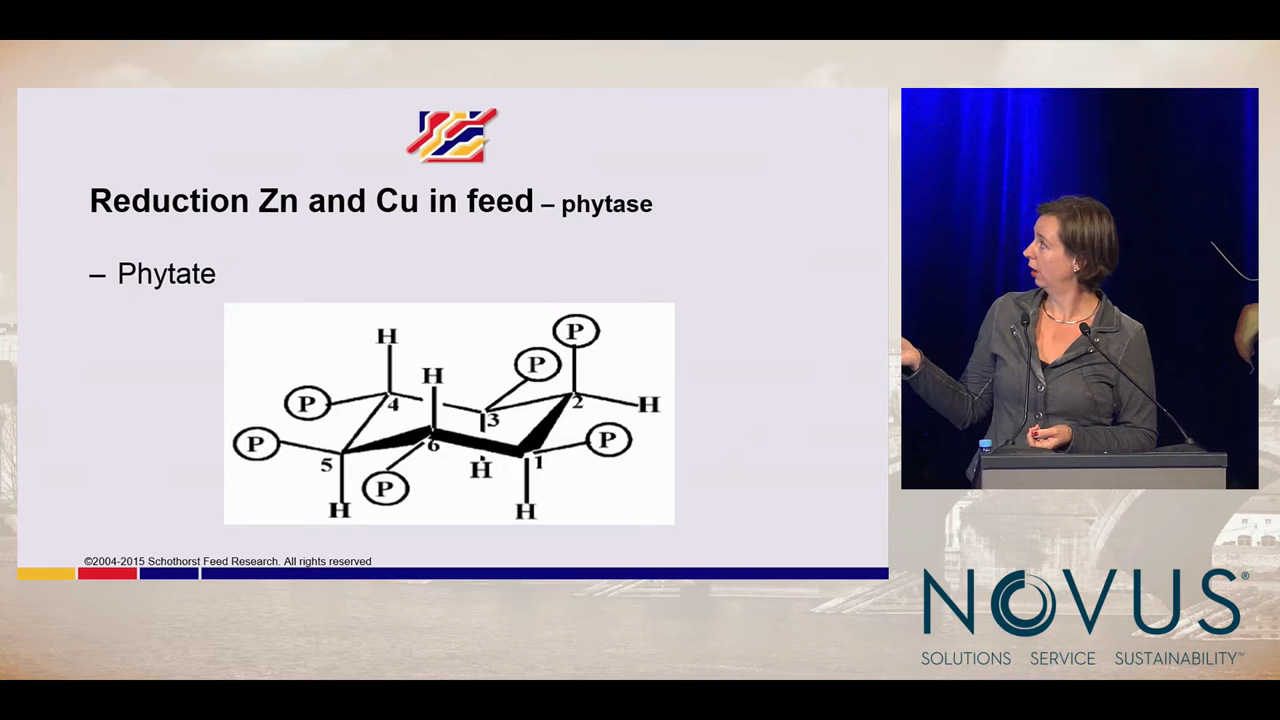 Reduction Zn and Cu in feed – phytase
– Phytate
P
H
P
H
P
4
3
2
H
P
P
6
P
5
1
H
P
H
H
©2004-2015 Schothorst Feed Research. All rights reserved
NOVUS®
SOLUTIONS SERVICE SUSTAINABILITY™